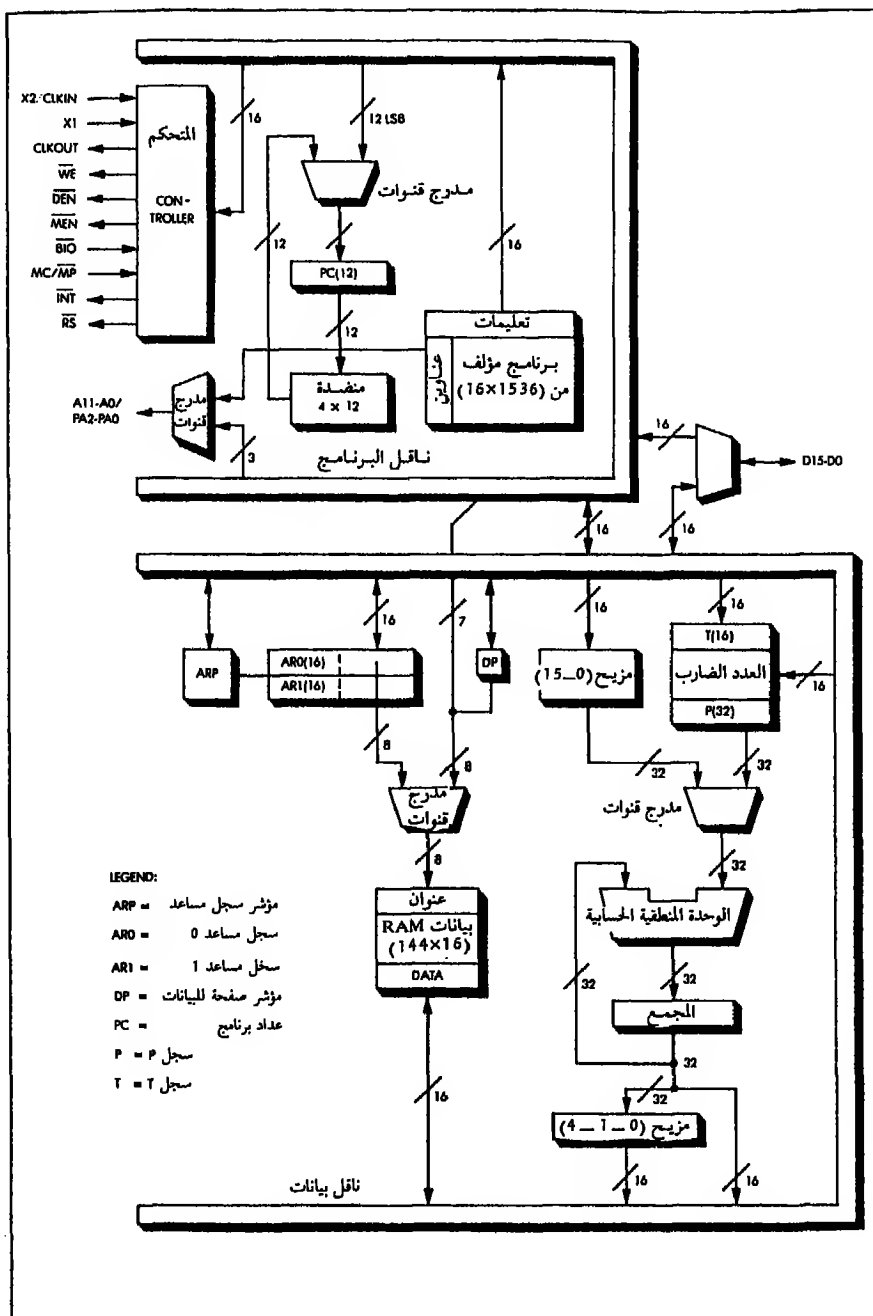 X2/CLKIN
X1
CLKOUT
WE
DEN
MEN
BIO
MC/MP
INT
RS
المتحكم
CON-
TROLLER
16
12 LSB
مدرج قنوات
12
PC(12)
12
16
منضدة
4 × 12
تعليمات
عناوين
برنامج مؤلف
من (16×1536)
A11-A0/
PA2-PA0
مدرج
قنوات
3
ناقل البرنامج
16
D15-D0
16
16
16
7
16
16
ARP
AR0(16)
AR1(16)
DP
مزيح (0_15)
T(16)
العدد الضارب
P(32)
16
8
8
32
32
مدرج
قنوات
مدرج قنوات
8
32
عنوان
بيانات RAM
(144×16)
DATA
الوحدة المنطقية الحسابية
32
32
المجمع
32
32
16
مزيح (0 _ 1 _ 4)
16
16
LEGEND:
ARP = مؤشر سجل مساعد
AR0 = سجل مساعد 0
AR1 = سخل مساعد 1
DP = مؤشر صفحة للبيانات
PC = عداد برنامج
P = سجل P
T = سجل T
ناقل بيانات